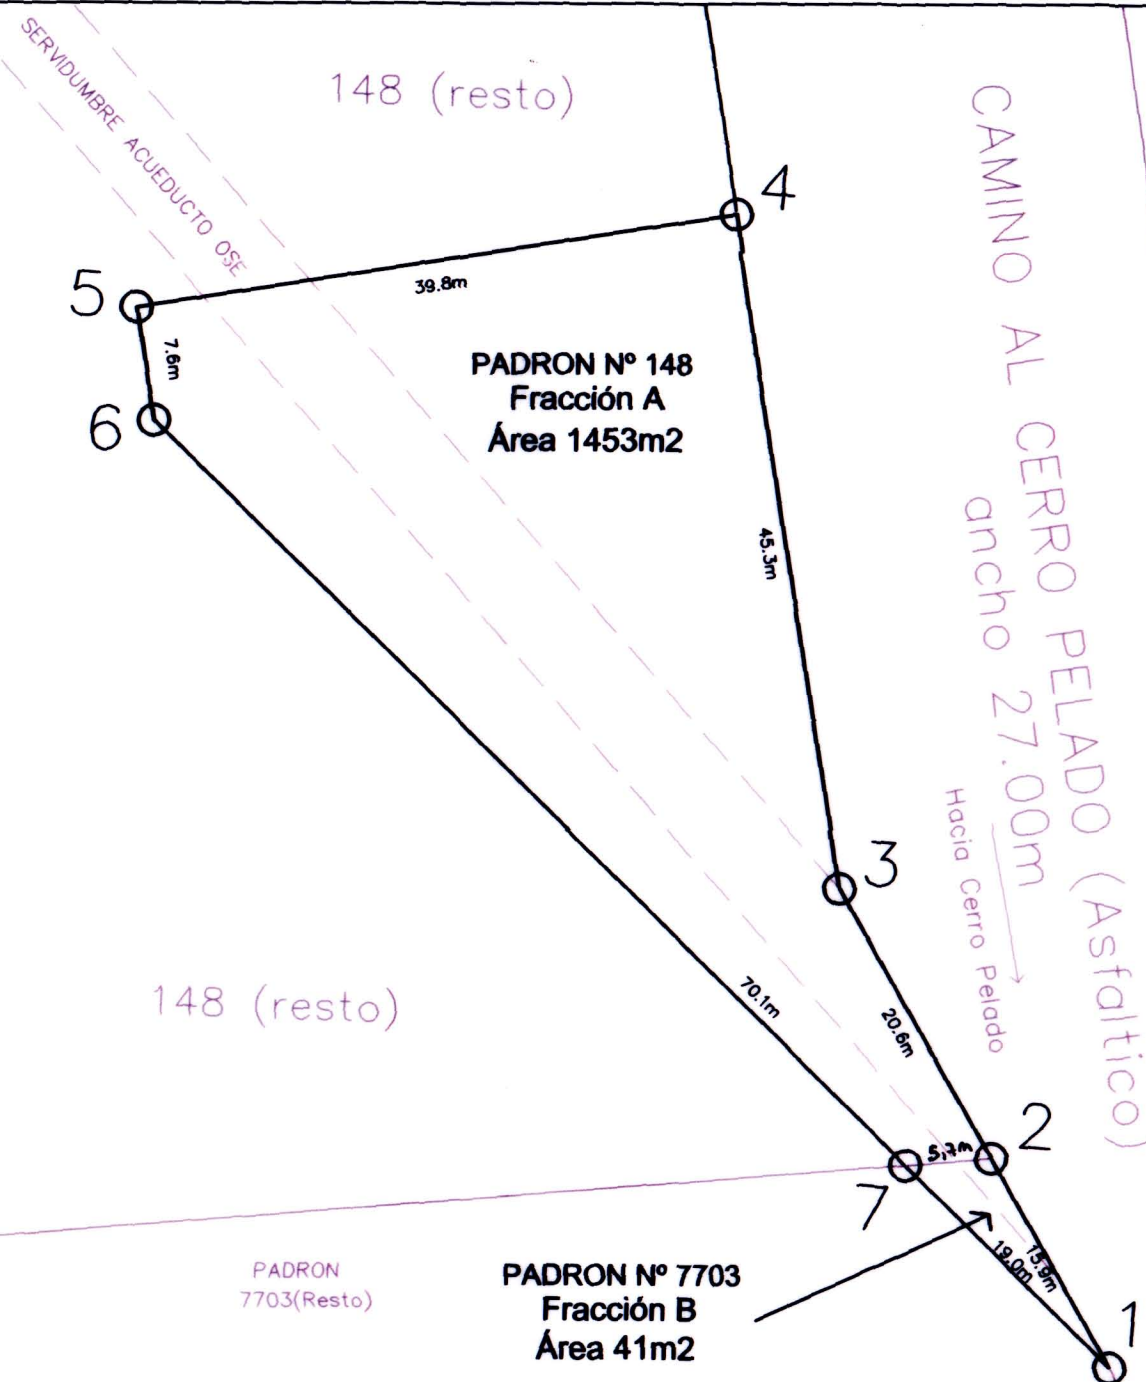 SERVIDUMBRE ACUEDUCTO OSE
148 (resto)
CAMINO AL CERRO PELADO (Asfaltico)
ancho 27.00m
Hacia Cerro Pelado
4
5
39.8m
7.6m
6
PADRON Nº 148
Fracción A
Área 1453m2
45.3m
3
148 (resto)
70.1m
20.6m
2
5,7m
7
19.0m
15.9m
PADRON
7703(Resto)
PADRON Nº 7703
Fracción B
Área 41m2
1